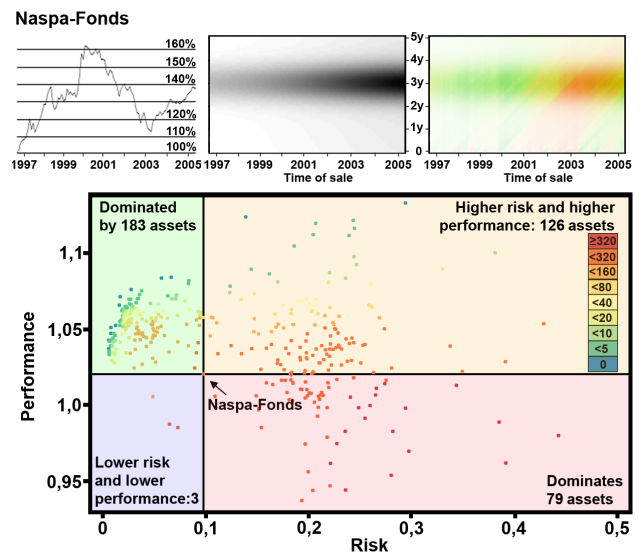 Naspa-Fonds
160%
150%
140%
120%
110%
100%
1997
1999
2001
2003
2005
1997
1999
2001
2003
2005
Time of sale
5y
4y
3y
2y
1y
0
1997
1999
2001
2003
2005
Time of sale
Dominated
by 183 assets
Higher risk and higher
performance: 126 assets
≥320
<320
<160
<80
<40
<20
<10
<5
0
Performance
1,1
1,05
1,0
0,95
Naspa-Fonds
Lower risk
and lower
performance:3
Dominates
79 assets
0
0,1
0,2
0,3
0,4
0,5
Risk